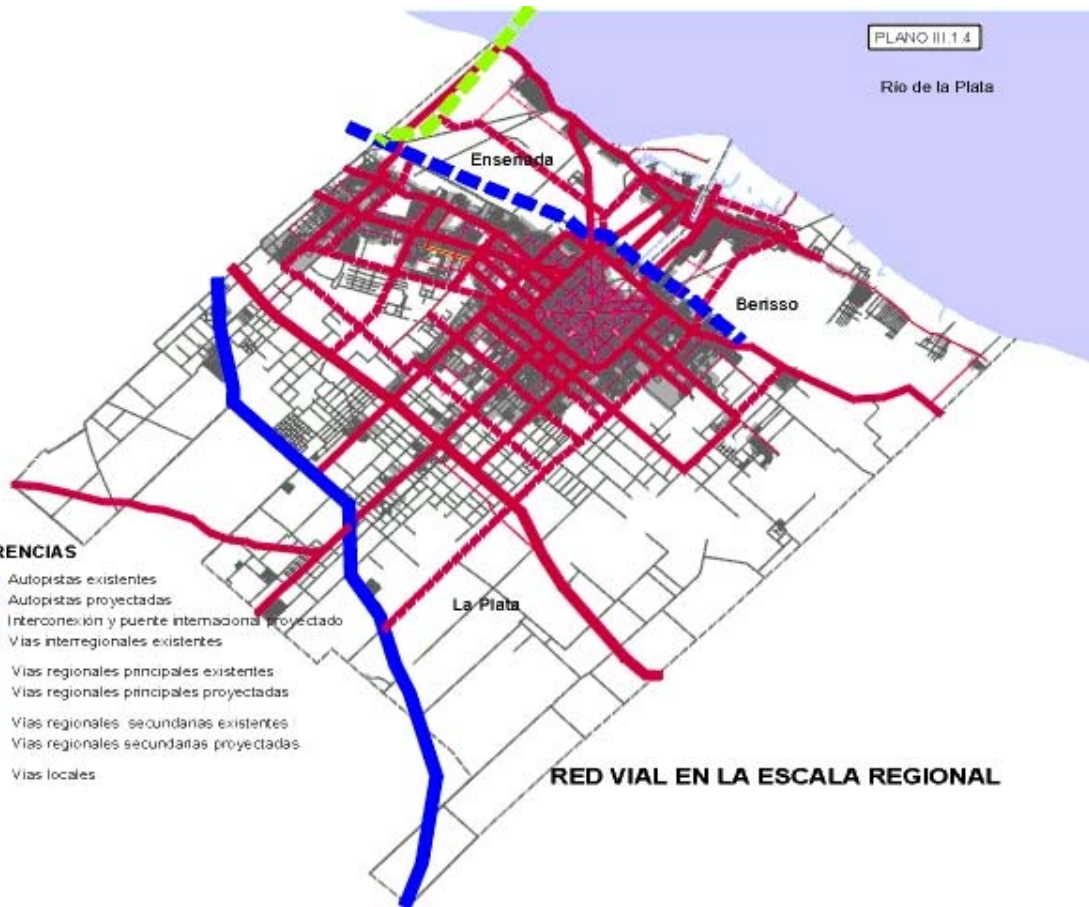 PLANO III.1.4
Río de la Plata
Ensenada
Berisso
La Plata
RENCIAS
Autopistas existentes
Autopistas proyectadas
Interconexión y puente internacional proyectado
Vías interregionales existentes
Vías regionales principales existentes
Vías regionales principales proyectadas
Vías regionales secundarias existentes
Vías regionales secundarias proyectadas
Vías locales
RED VIAL EN LA ESCALA REGIONAL